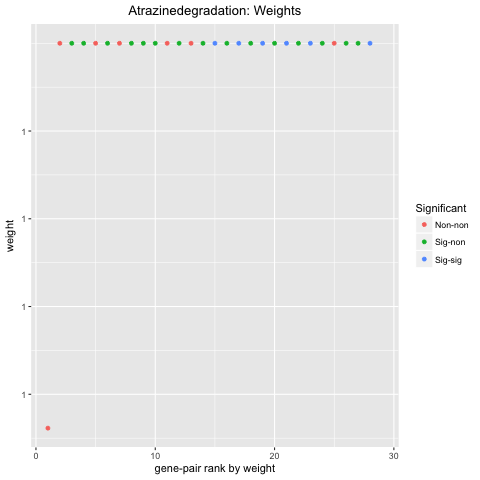 Atrazinedegradation: Weights
weight
1
1
1
1
0
10
20
30
gene-pair rank by weight
Significant
Non-non
Sig-non
Sig-sig